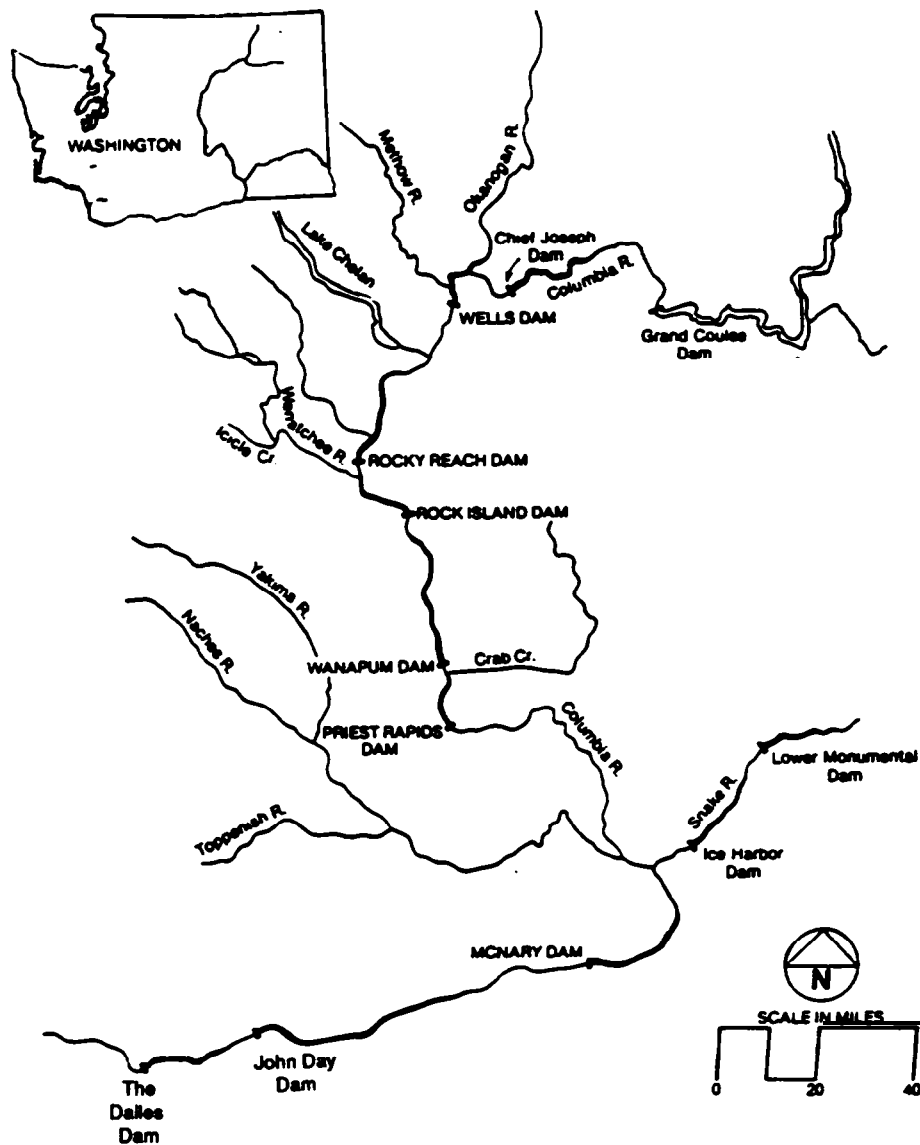 WASHINGTON
Methow R.
Okanogan R.
Lake Chelan
Chief Joseph
Dam
Columbia R.
WELLS DAM
Grand Coulee
Dam
Wenatchee R.
Icicle Cr.
ROCKY REACH DAM
ROCK ISLAND DAM
Yakima R.
Naches R.
WANAPUM DAM
Crab Cr.
PRIEST RAPIDS
DAM
Columbia R.
Lower Monumental
Dam
Snake R.
Toppenish R.
Ice Harbor
Dam
MCNARY DAM
N
SCALE IN MILES
0 20 40
John Day
Dam
The
Dalles
Dam